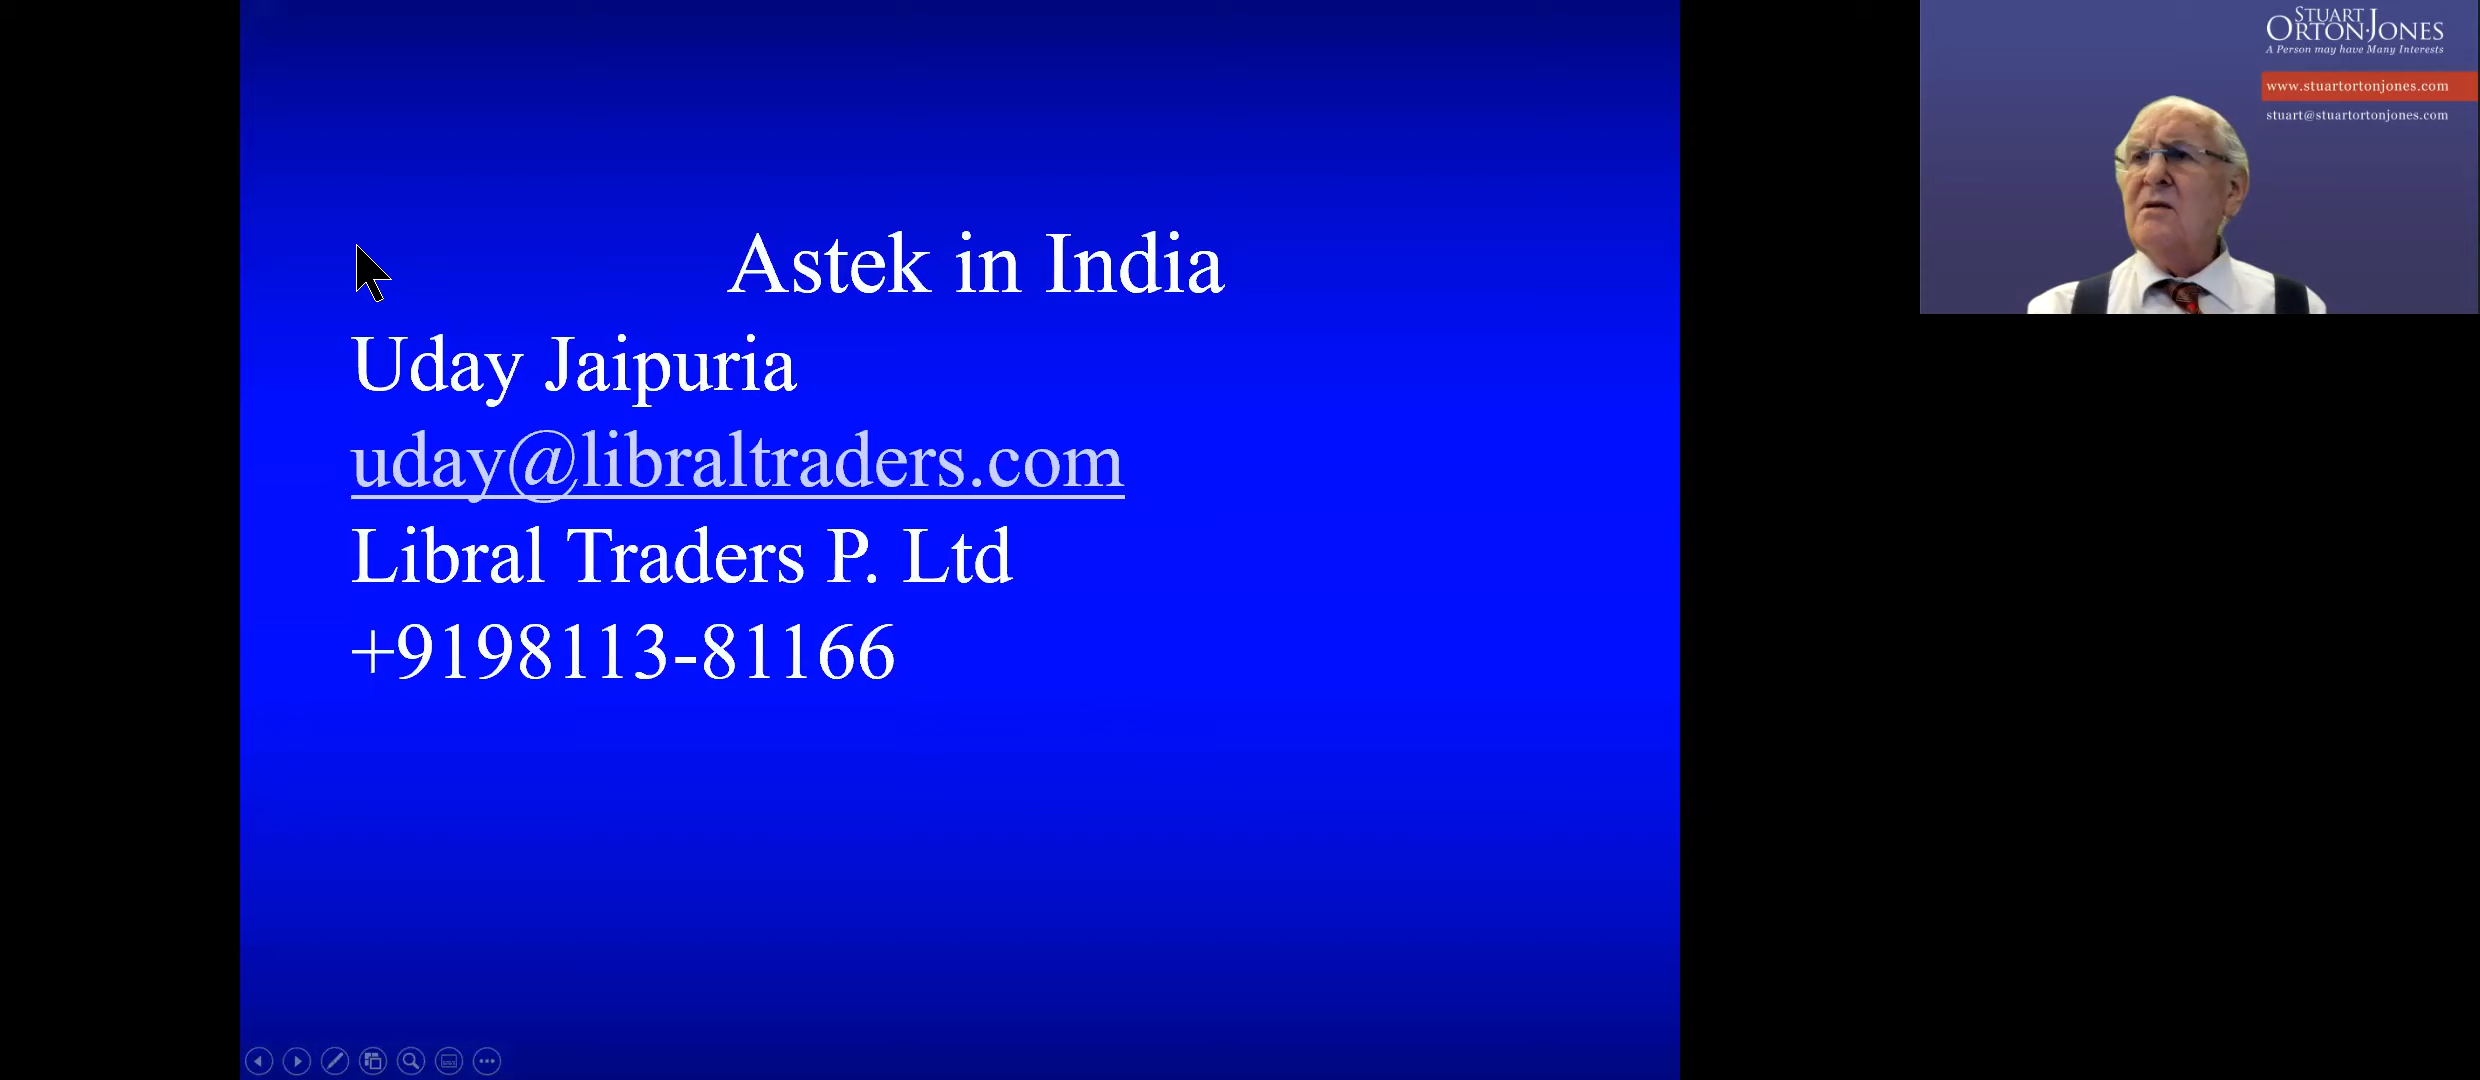 Astek in India
Uday Jaipuria
uday@libraltraders.com
Libral Traders P. Ltd
+9198113-81166
STUART
ORTON-JONES
A Person may have Many Interests
www.stuartortonjones.com
stuart@stuartortonjones.com